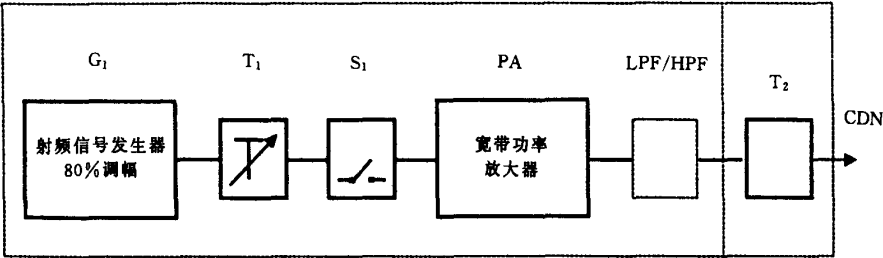 G₁
T₁
S₁
PA
LPF/HPF
T₂
射频信号发生器
80%调幅
宽带功率
放大器
CDN